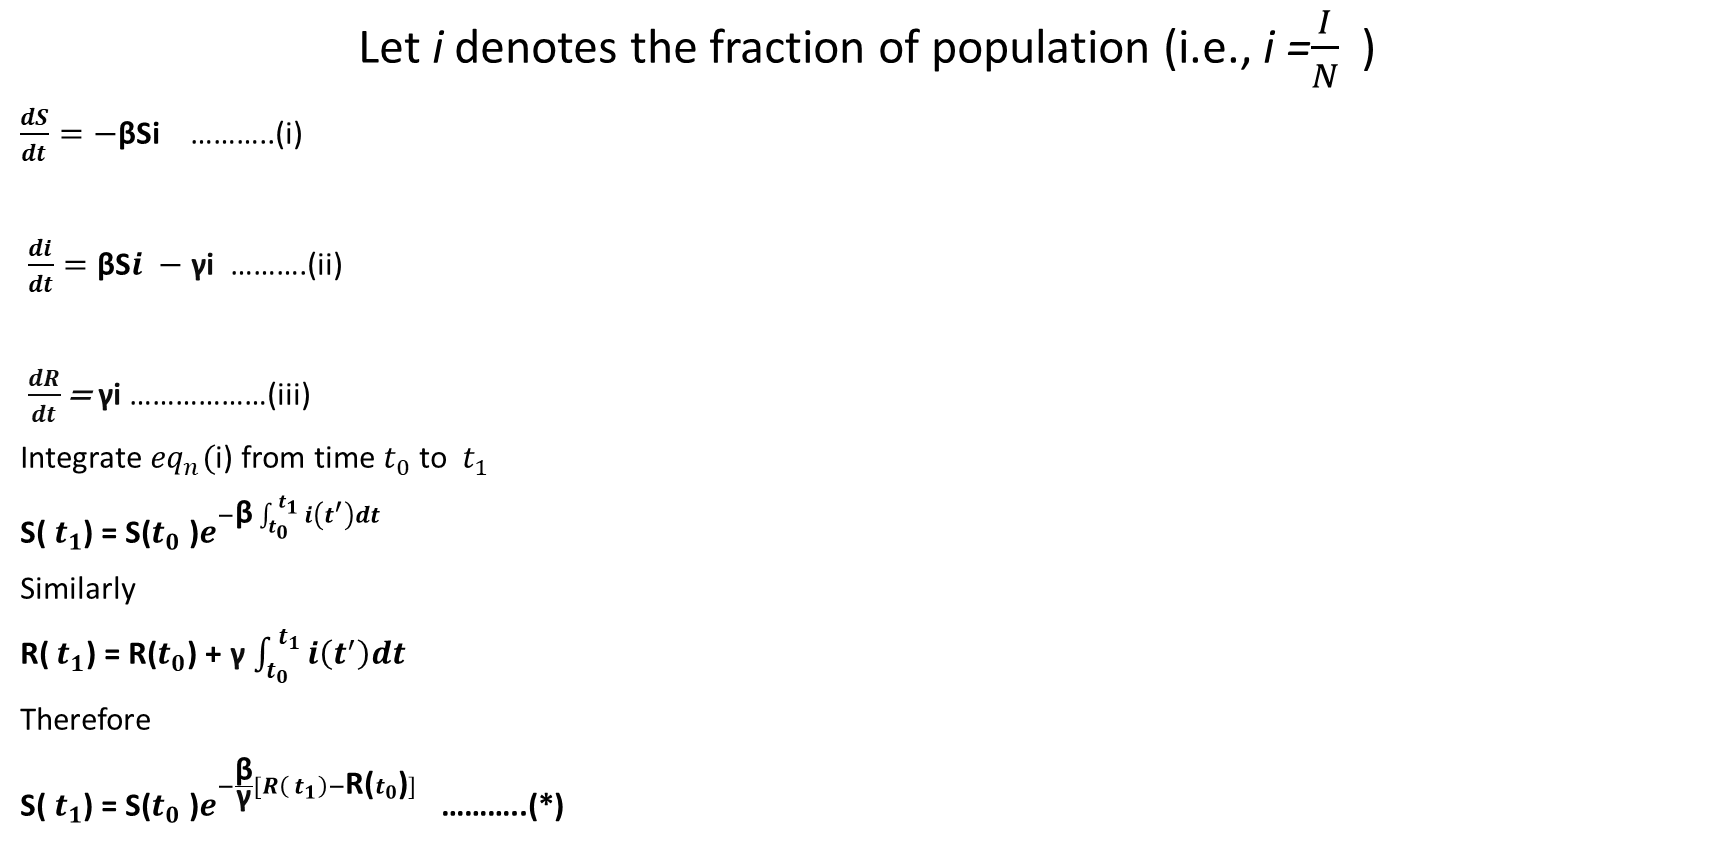 Let i denotes the fraction of population (i.e., i = I/N )
dS/dt = −βSi ...........(i)
di/dt = βSi − γi ..........(ii)
dR/dt = γi ..................(iii)
Integrate eqₙ (i) from time t₀ to t₁
S( t₁) = S(t₀ )e^{−β ∫_{t₀}^{t₁} i(t′)dt}
Similarly
R( t₁) = R(t₀) + γ ∫_{t₀}^{t₁} i(t′)dt
Therefore
S( t₁) = S(t₀ )e^{−β/γ[R( t₁)−R(t₀)]} ...........(*)